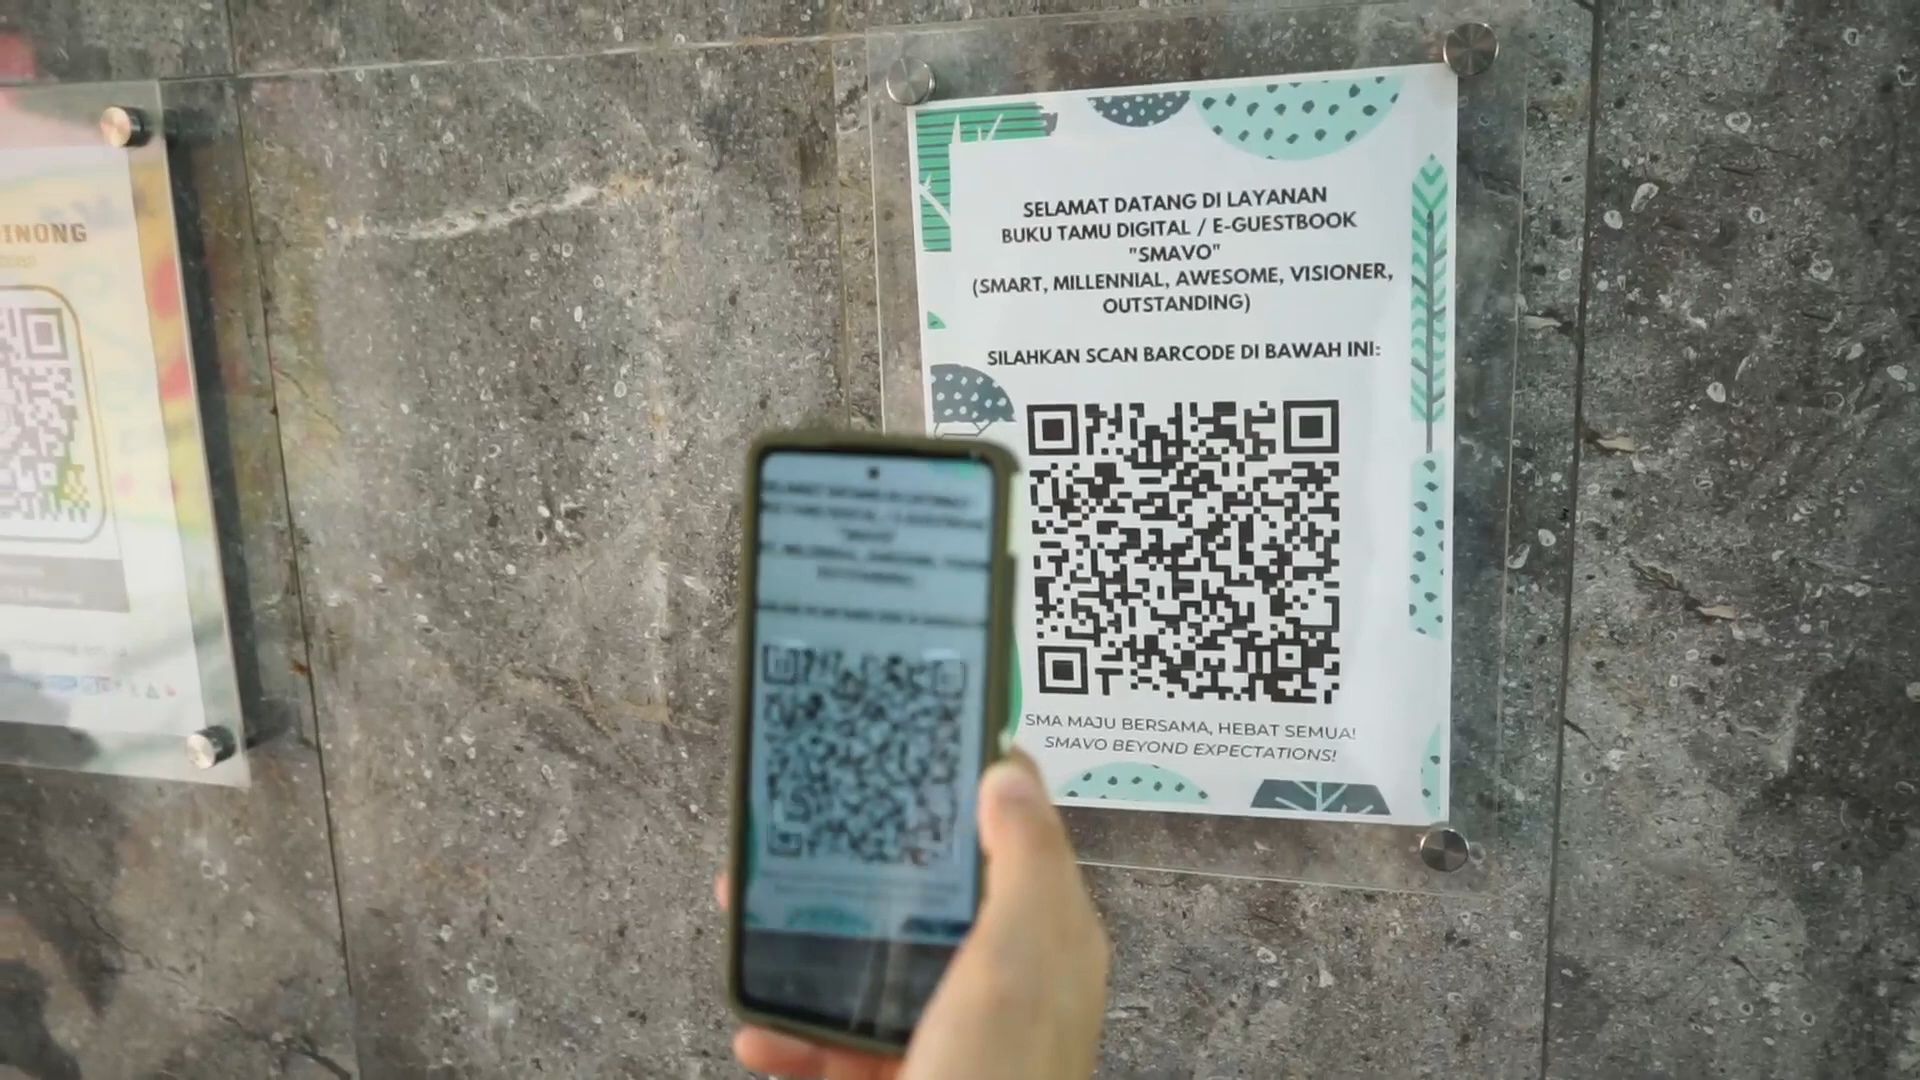 INONG
SELAMAT DATANG DI LAYANAN
BUKU TAMU DIGITAL / E-GUESTBOOK
"SMAVO"
(SMART, MILLENNIAL, AWESOME, VISIONER,
OUTSTANDING)
SILAHKAN SCAN BARCODE DI BAWAH INI:
SMA MAJU BERSAMA, HEBAT SEMUA!
SMAVO BEYOND EXPECTATIONS!